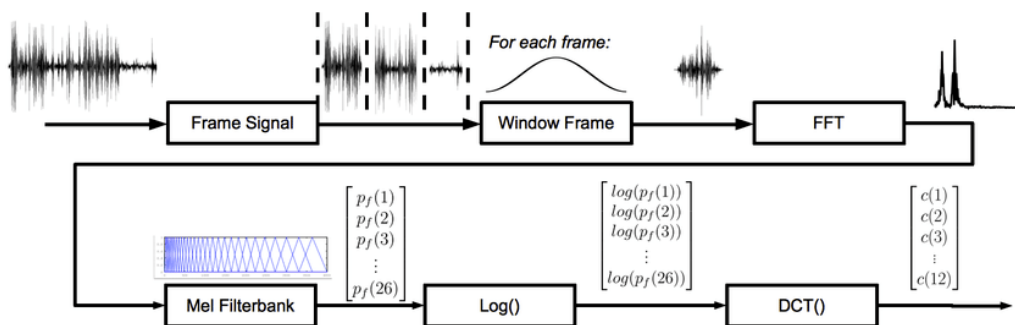 For each frame:
Frame Signal
Window Frame
FFT
p_f(1)
p_f(2)
p_f(3)
⋮
p_f(26)
log(p_f(1))
log(p_f(2))
log(p_f(3))
⋮
log(p_f(26))
c(1)
c(2)
c(3)
...
c(12)
Mel Filterbank
Log()
DCT()